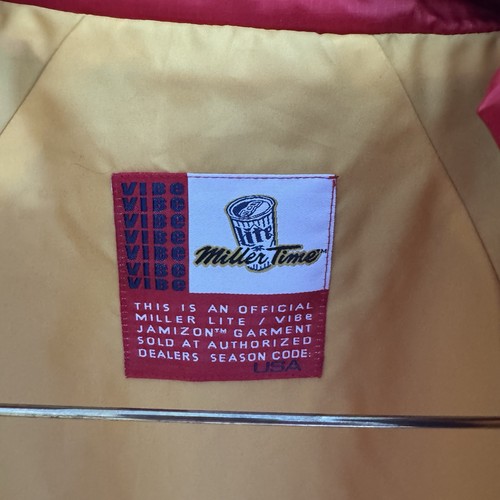 VIBe
VIBe
VIBe
VIBe
VIBe
VIBe
VIBe
Lite
Miller Time™
THIS IS AN OFFICIAL
MILLER LITE / VIBe
JAMIZON™ GARMENT
SOLD AT AUTHORIZED
DEALERS SEASON CODE:
USA